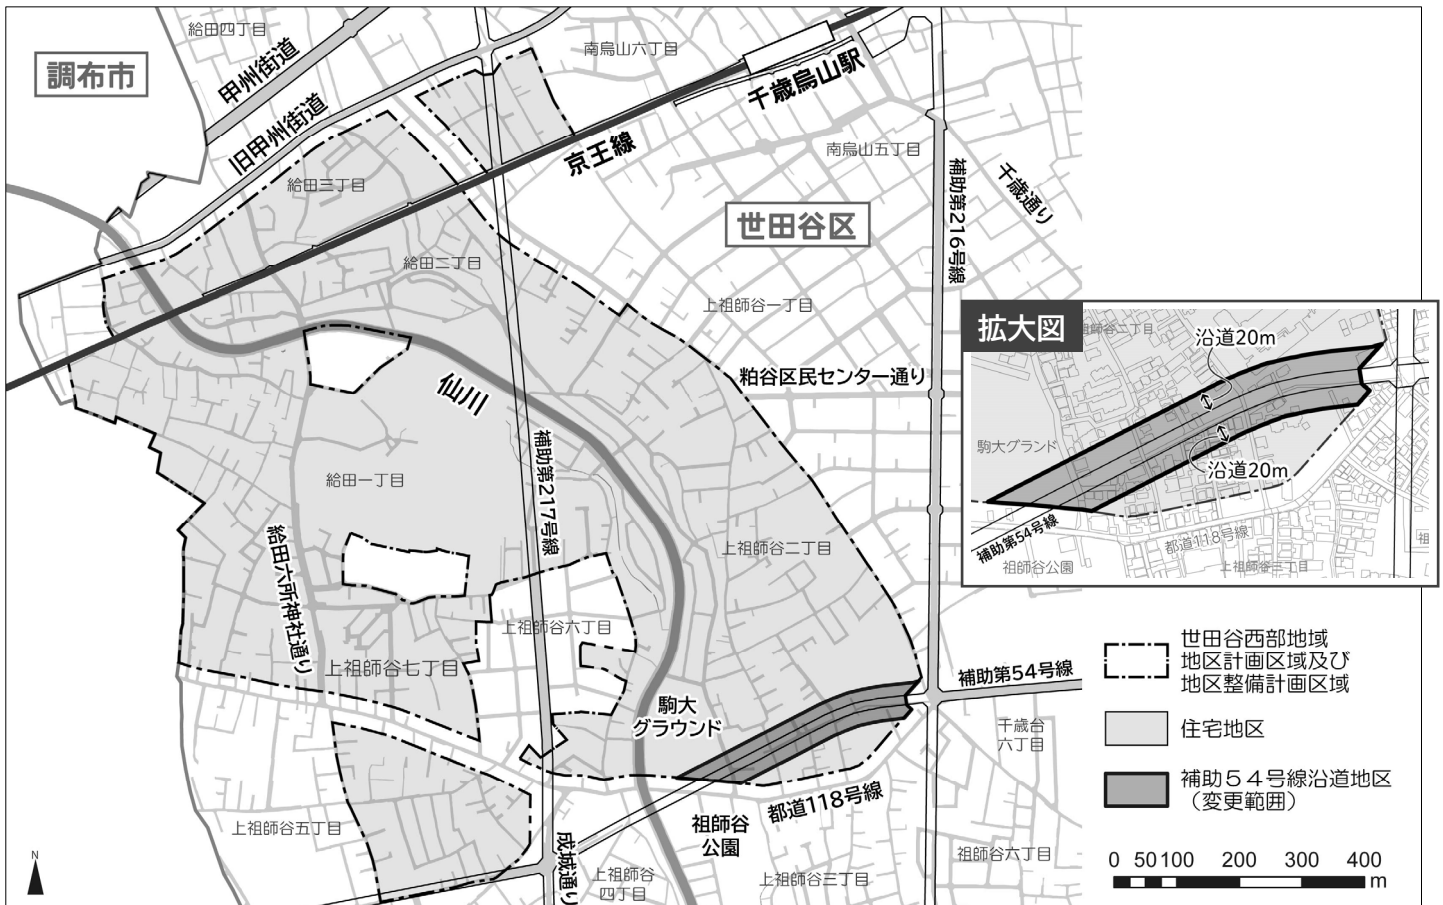 給田四丁目
調布市
甲州街道
旧甲州街道
南烏山六丁目
千歳烏山駅
京王線
南烏山五丁目
補助第216号線
千歳通り
給田三丁目
世田谷区
給田二丁目
上祖師谷一丁目
粕谷区民センター通り
仙川
補助第217号線
給田一丁目
給田六所神社通り
上祖師谷二丁目
上祖師谷六丁目
上祖師谷七丁目
駒大
グラウンド
補助第54号線
千歳台
六丁目
都道118号線
祖師谷
公園
上祖師谷五丁目
成城通り
上祖師谷
四丁目
上祖師谷三丁目
祖師谷六丁目
N
拡大図
祖師谷二丁目
沿道20m
駒大グランド
沿道20m
補助第54号線
都道118号線
祖師谷公園
上祖師谷三丁目
祖
世田谷西部地域
地区計画区域及び
地区整備計画区域
住宅地区
補助５４号線沿道地区
（変更範囲）
0 50 100 200 300 400
m